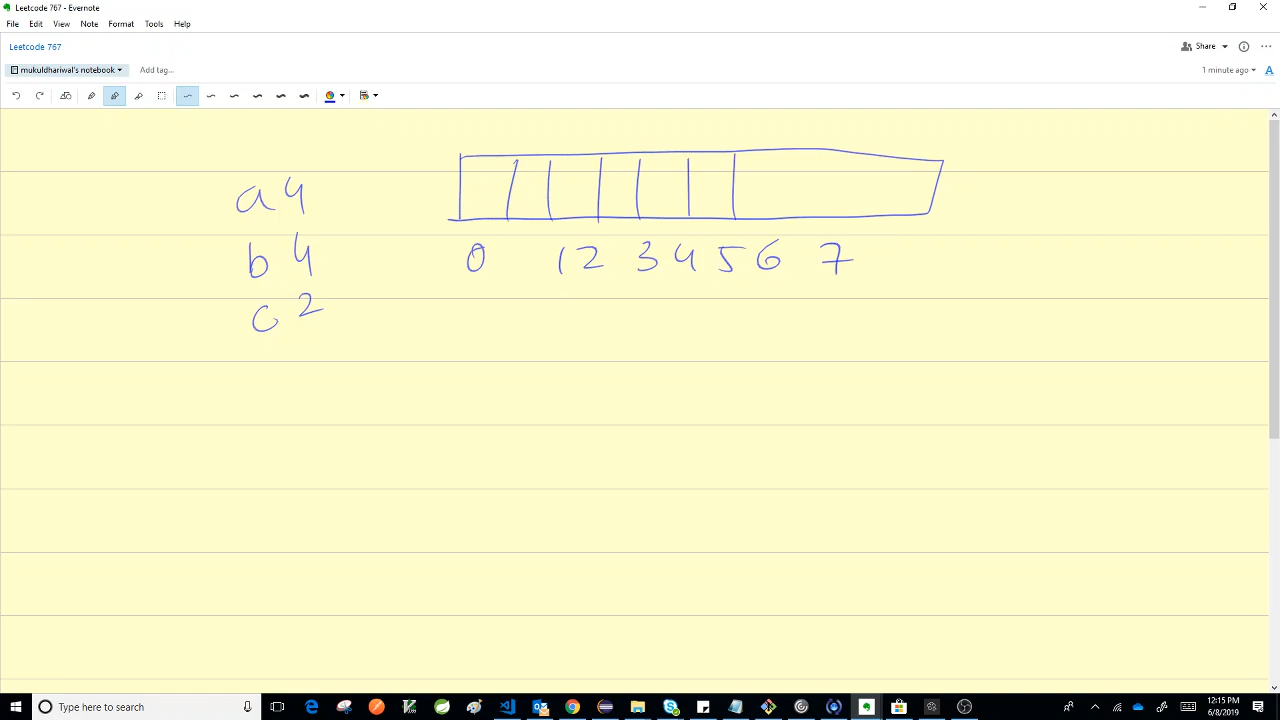 Leetcode 767 - Evernote
File Edit View Note Format Tools Help
Leetcode 767
Share
mukuldhariwal's notebook Add tag...
1 minute ago
a 4
b 4
c 2
0 1 2 3 4 5 6 7
Type here to search
12:15 PM
6/8/2019